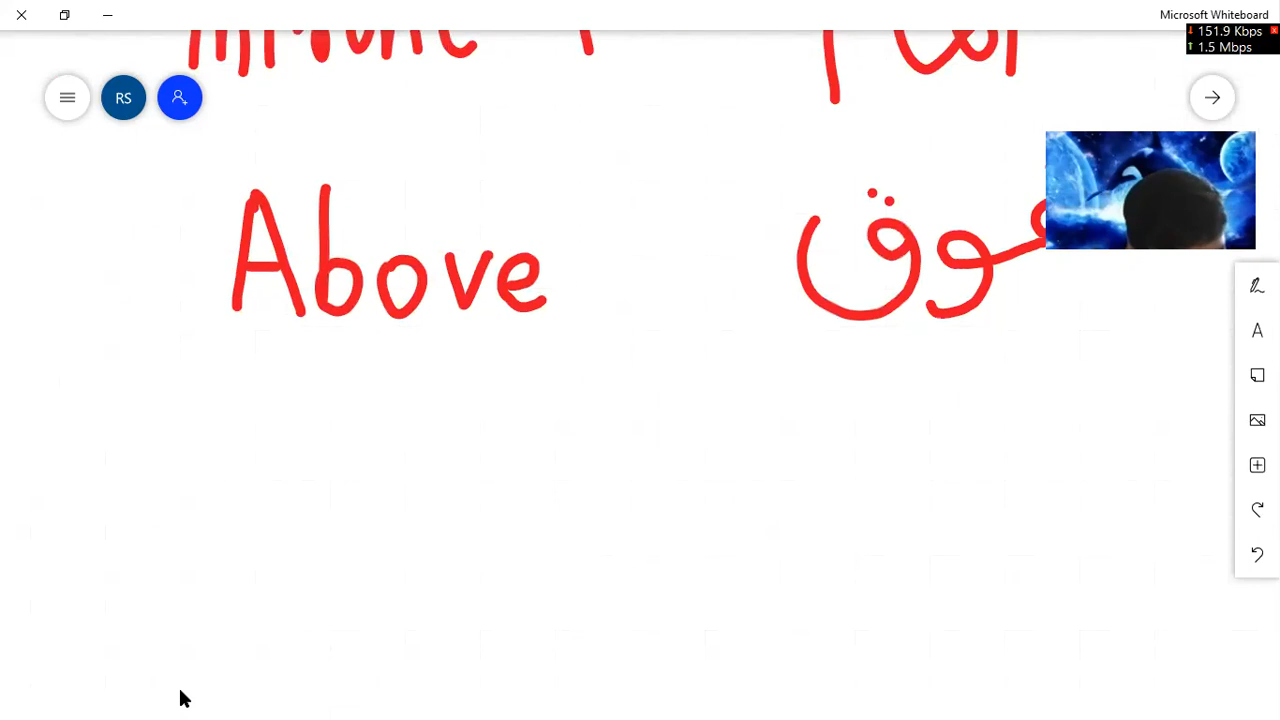 Microsoft Whiteboard
151.9 Kbps
1.5 Mbps
RS
Above فوق
A